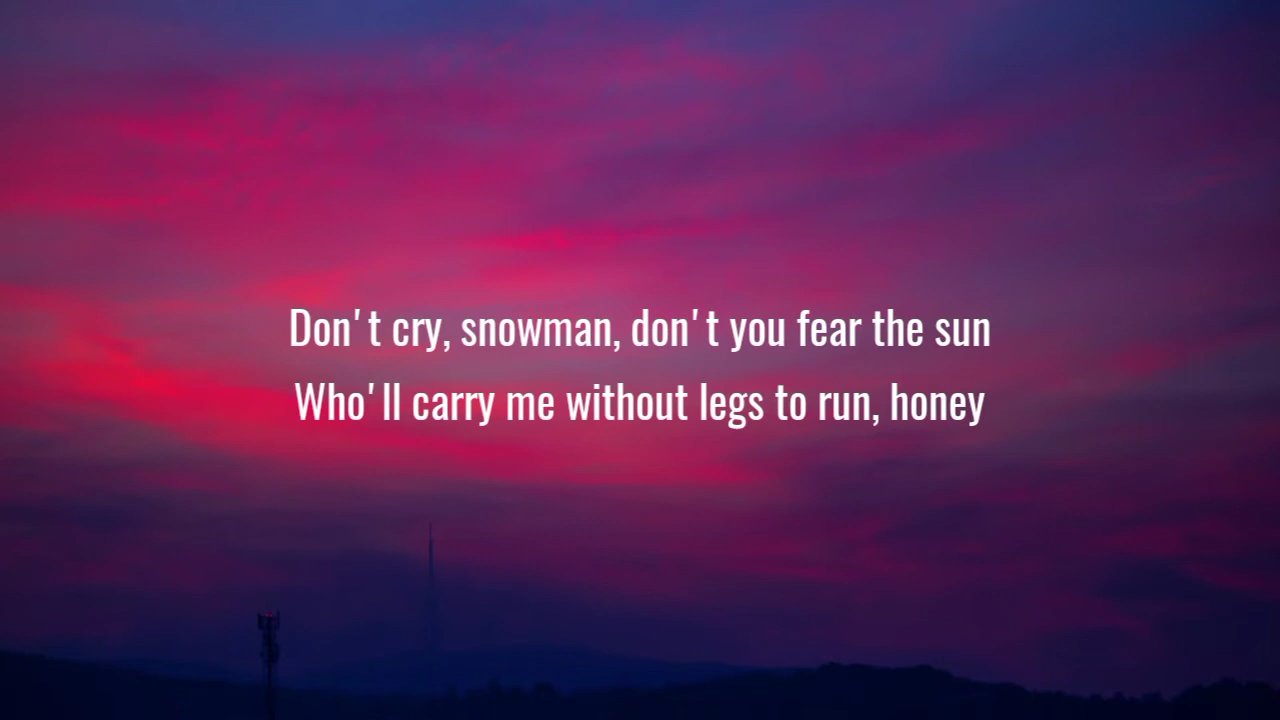 Don't cry, snowman, don't you fear the sun
Who'll carry me without legs to run, honey